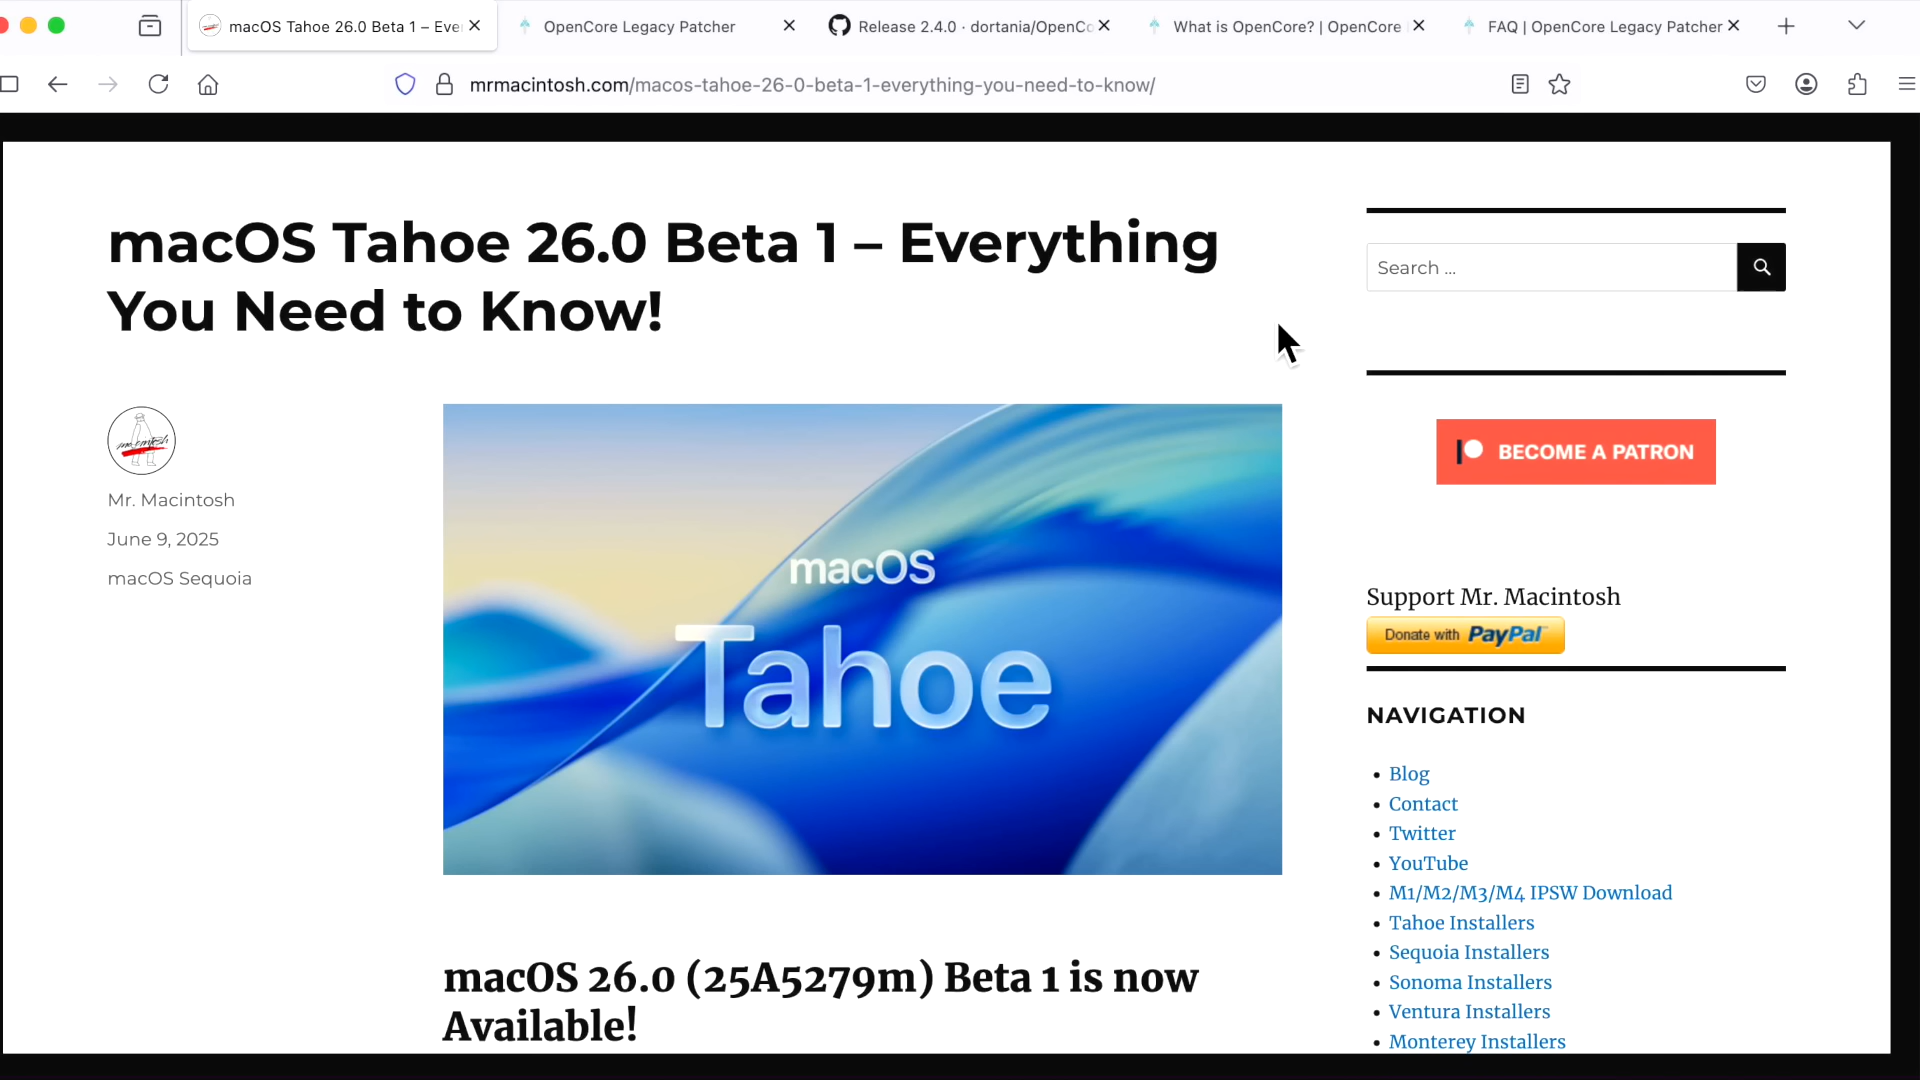 macOS Tahoe 26.0 Beta 1 – Eve
OpenCore Legacy Patcher
Release 2.4.0 · dortania/OpenCo
What is OpenCore? | OpenCore
FAQ | OpenCore Legacy Patcher
mrmacintosh.com/macos-tahoe-26-0-beta-1-everything-you-need-to-know/
macOS Tahoe 26.0 Beta 1 – Everything
You Need to Know!
Mr. Macintosh
June 9, 2025
macOS Sequoia
macOS
Tahoe
macOS 26.0 (25A5279m) Beta 1 is now
Available!
Search …
BECOME A PATRON
Support Mr. Macintosh
Donate with PayPal
NAVIGATION
Blog
Contact
Twitter
YouTube
M1/M2/M3/M4 IPSW Download
Tahoe Installers
Sequoia Installers
Sonoma Installers
Ventura Installers
Monterey Installers